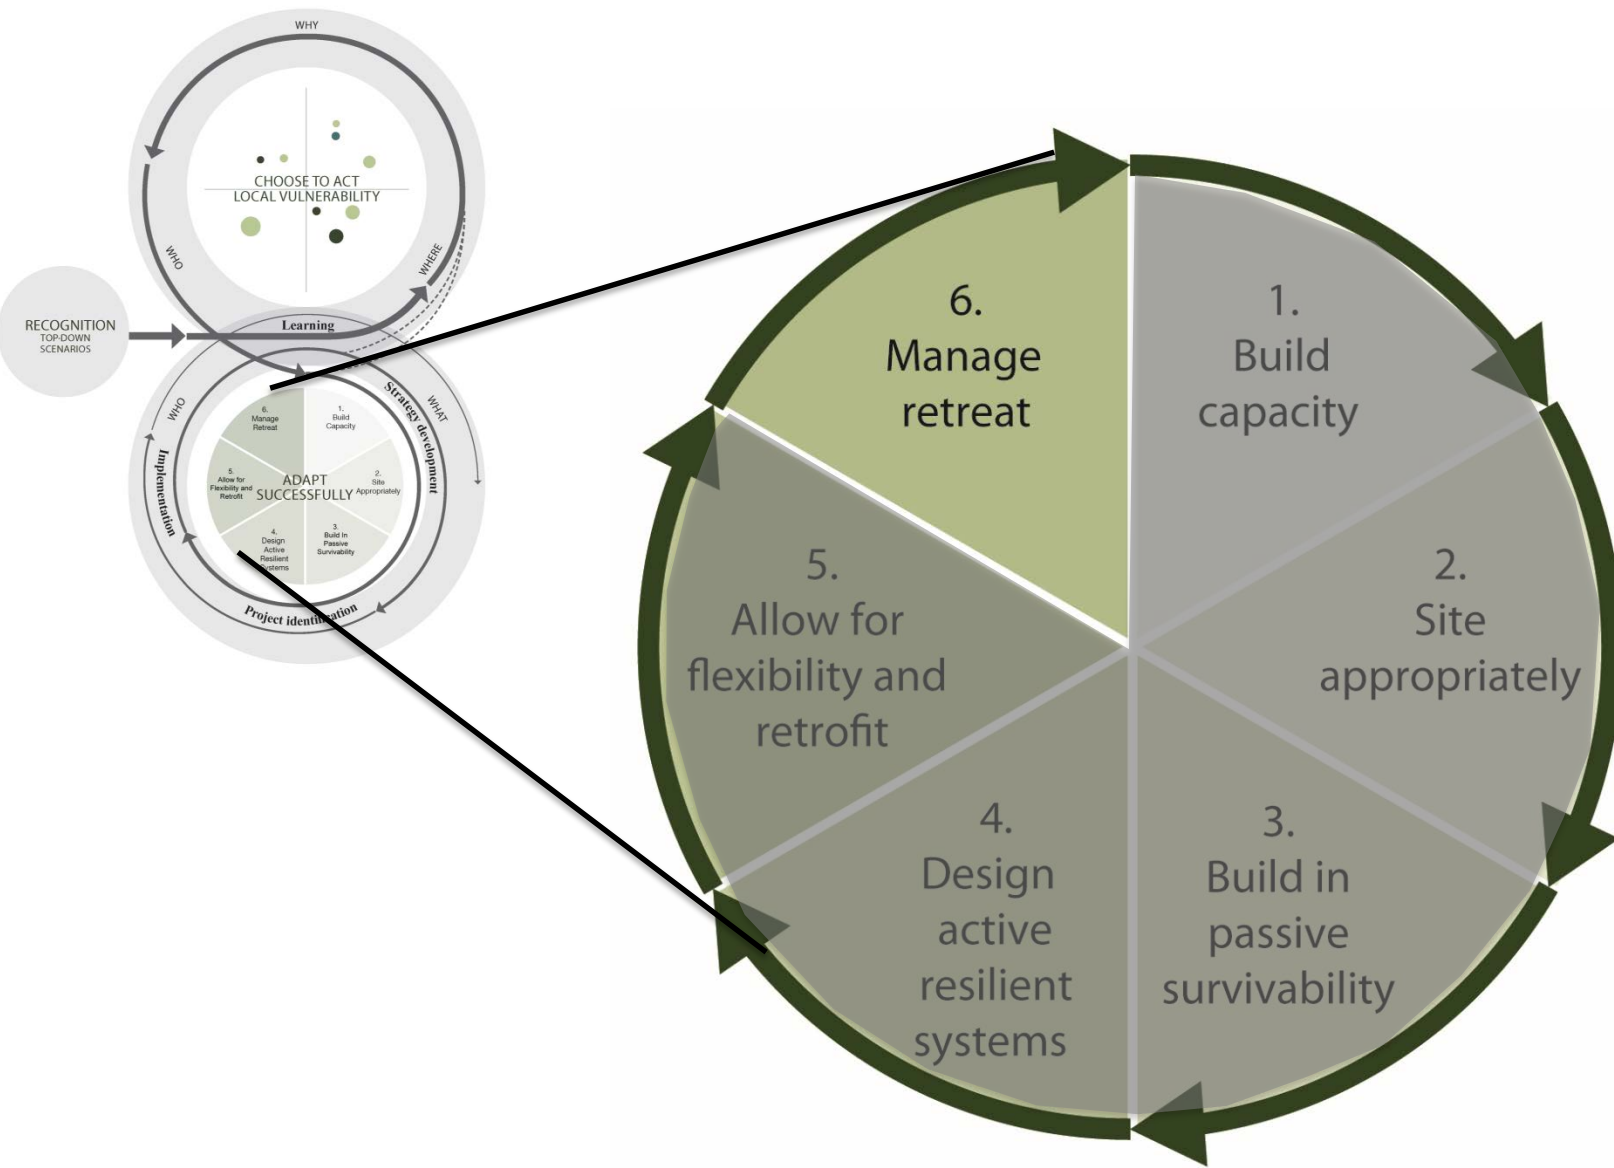 WHY
CHOOSE TO ACT
LOCAL VULNERABILITY
WHO
WHERE
RECOGNITION
TOP-DOWN
SCENARIOS
Learning
WHO
WHAT
Strategy development
Implementation
Project identification
ADAPT
SUCCESSFULLY
1.
Build
Capacity
2.
Site
Appropriately
3.
Build In
Passive
Survivability
4.
Design
Active
Resilient
Systems
5.
Allow for
Flexibility and
Retrofit
6.
Manage
Retreat
1.
Build
capacity
2.
Site
appropriately
3.
Build in
passive
survivability
4.
Design
active
resilient
systems
5.
Allow for
flexibility and
retrofit
6.
Manage
retreat